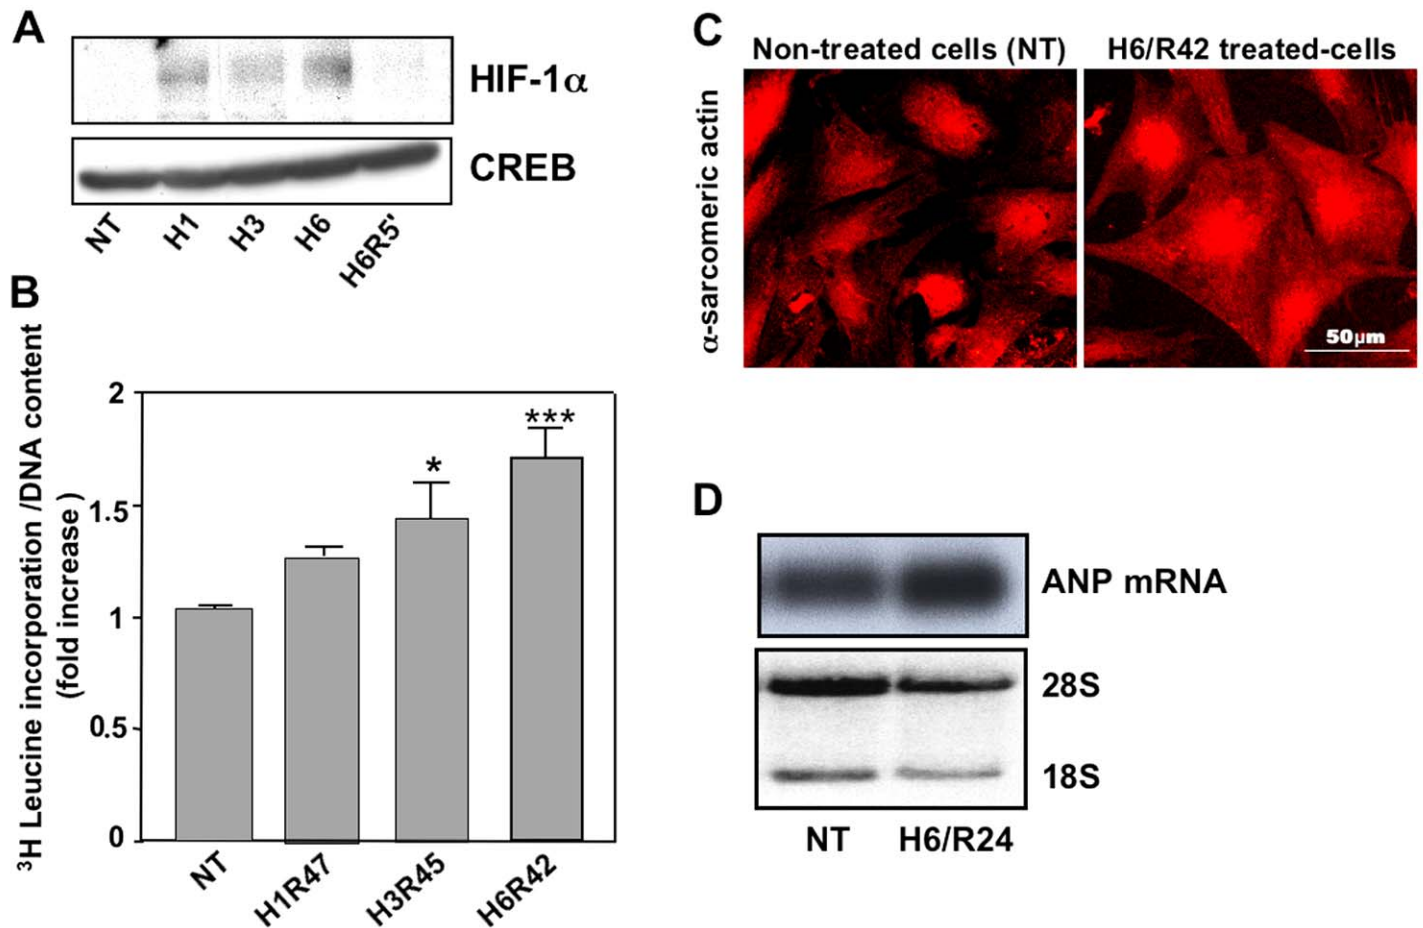 A
HIF-1α
CREB
NT
H1
H3
H6
H6R5'
B
³H Leucine incorporation /DNA content
(fold increase )
2
1.5
1
0.5
0
*
***
NT
H1R47
H3R45
H6R42
C
Non-treated cells (NT)
H6/R42 treated-cells
α-sarcomeric actin
50µm
D
ANP mRNA
28S
18S
NT
H6/R24